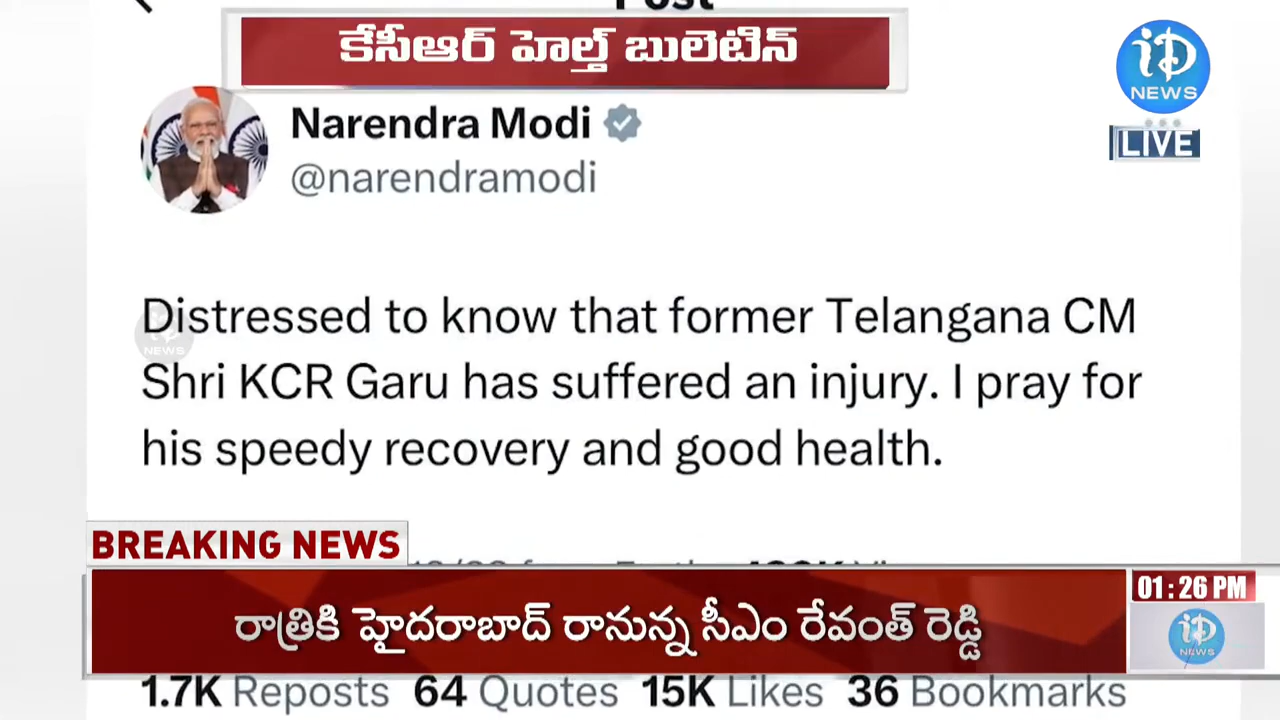 Post
కేసీఆర్ హెల్త్ బులెటిన్
iD
NEWS
LIVE
Narendra Modi
@narendramodi
Distressed to know that former Telangana CM
Shri KCR Garu has suffered an injury. I pray for
his speedy recovery and good health.
NEWS
BREAKING NEWS
రాత్రికి హైదరాబాద్ రానున్న సీఎం రేవంత్ రెడ్డి
01:26 PM
iD
NEWS
1.7K Reposts 64 Quotes 15K Likes 36 Bookmarks